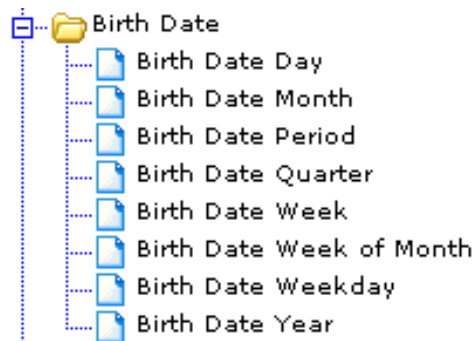 Birth Date
Birth Date Day
Birth Date Month
Birth Date Period
Birth Date Quarter
Birth Date Week
Birth Date Week of Month
Birth Date Weekday
Birth Date Year